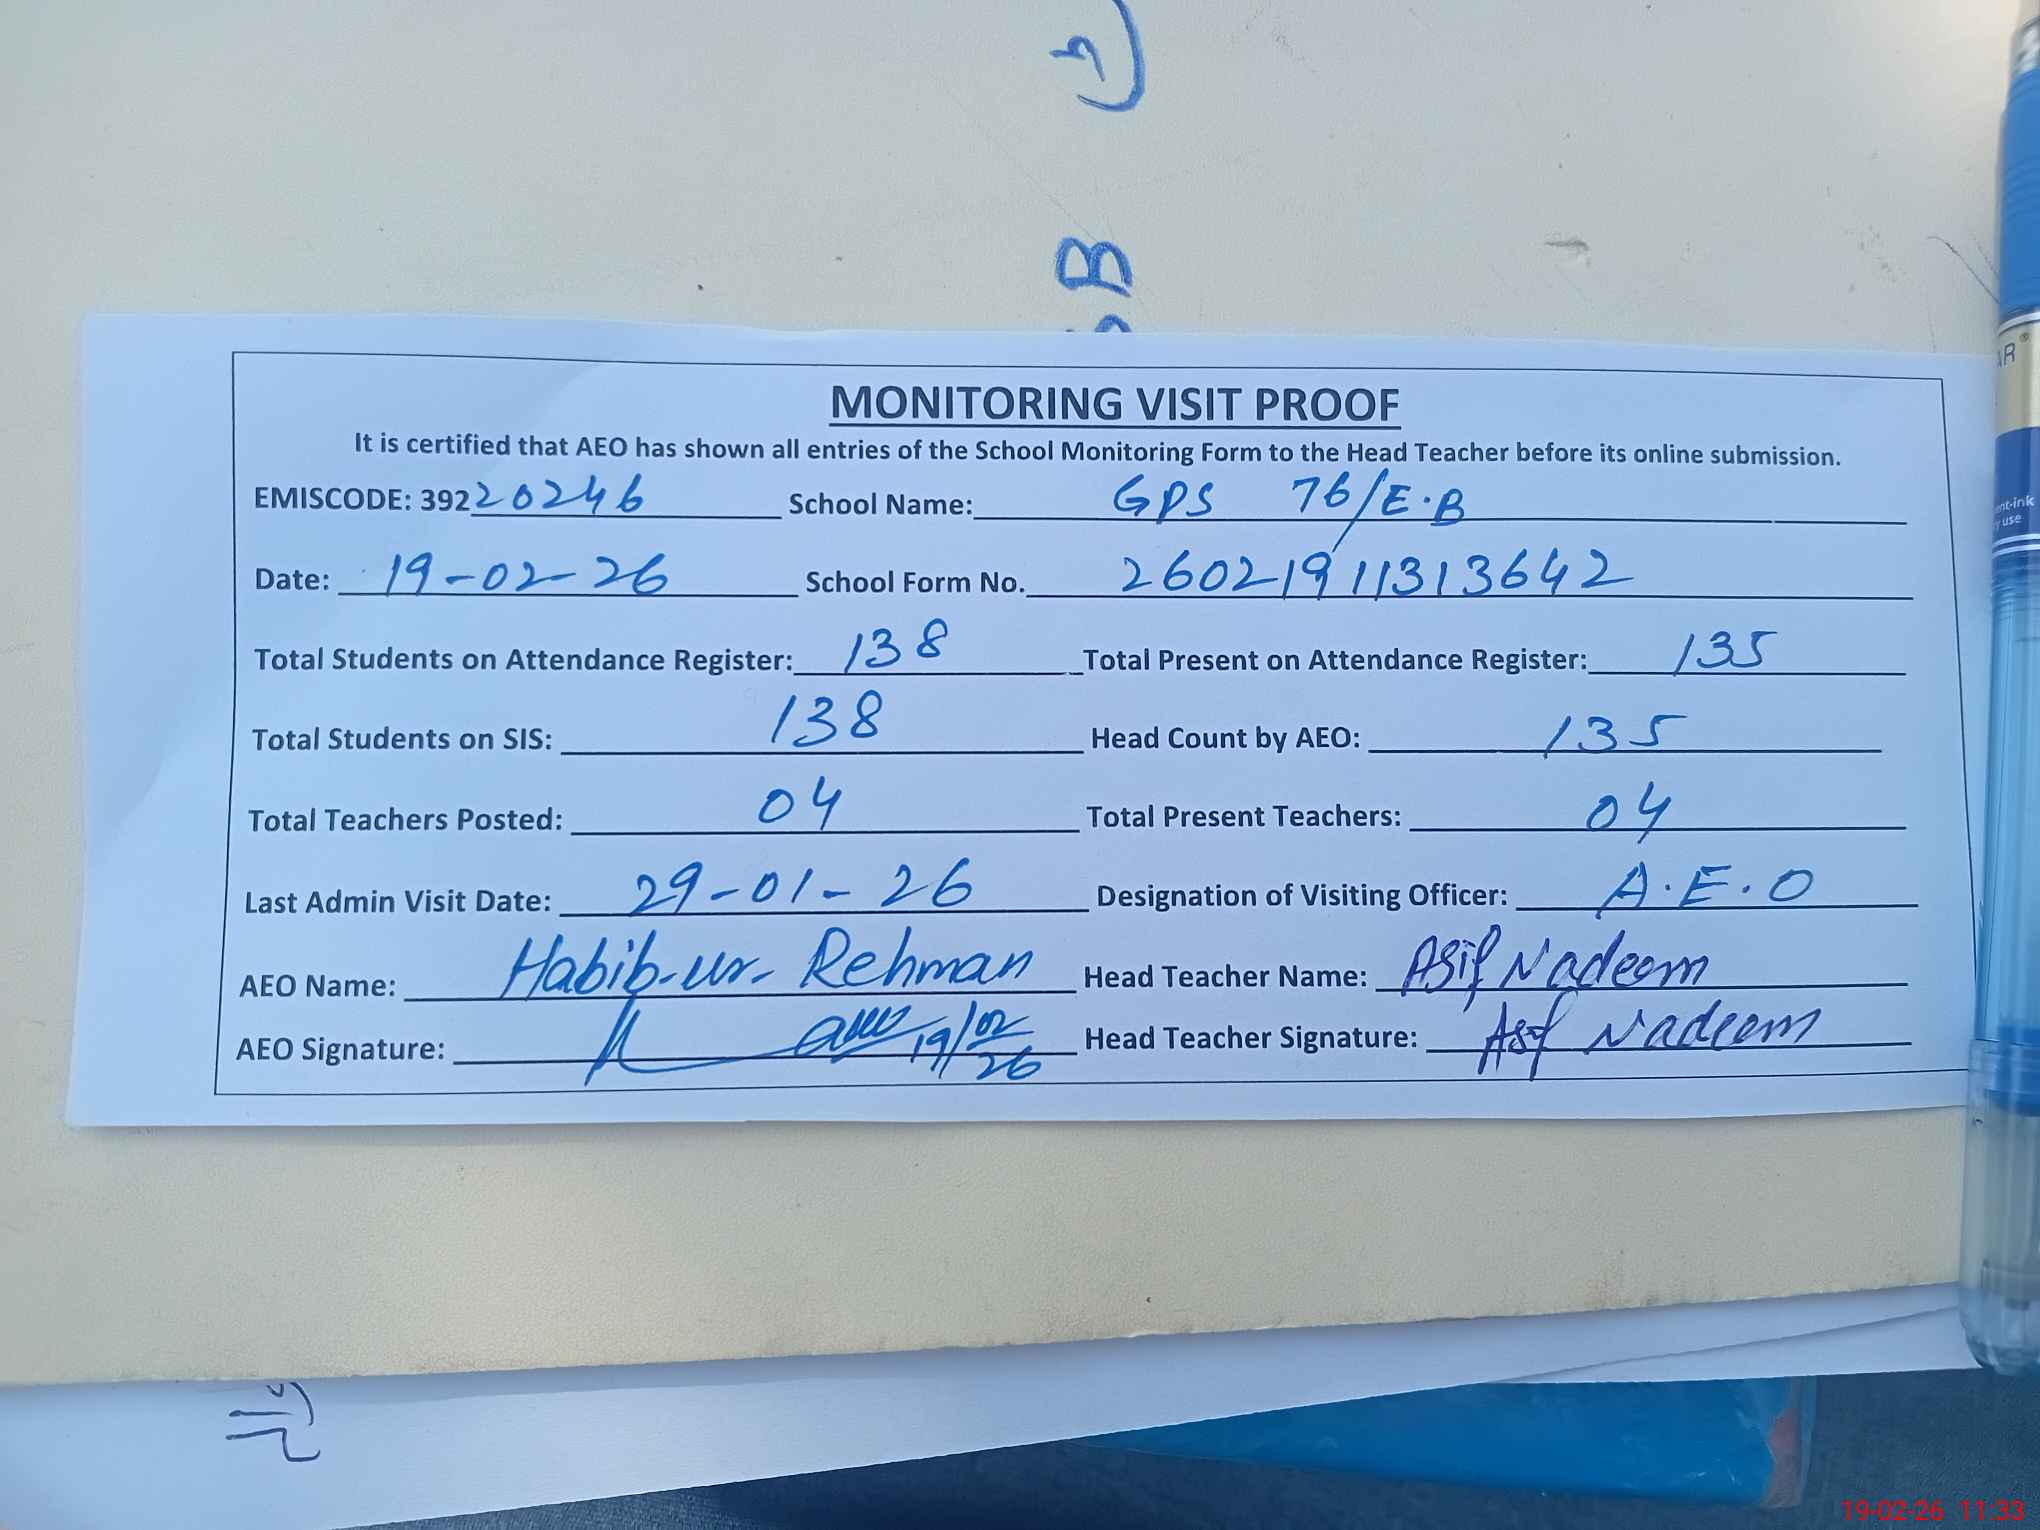 B
MONITORING VISIT PROOF
It is certified that AEO has shown all entries of the School Monitoring Form to the Head Teacher before its online submission.
EMISCODE: 39220246 School Name: GPS 76/E.B
Date: 19-02-26 School Form No. 26021911313642
Total Students on Attendance Register: 138 Total Present on Attendance Register: 135
Total Students on SIS: 138 Head Count by AEO: 135
Total Teachers Posted: 04 Total Present Teachers: 04
Last Admin Visit Date: 29-01-26 Designation of Visiting Officer: A.E.O
AEO Name: Habib-ur-Rehman Head Teacher Name: Asif Nadeem
AEO Signature: 19/02/26 Head Teacher Signature: Asif Nadeem
AR®
ent-ink
use
19-02-26 11:33